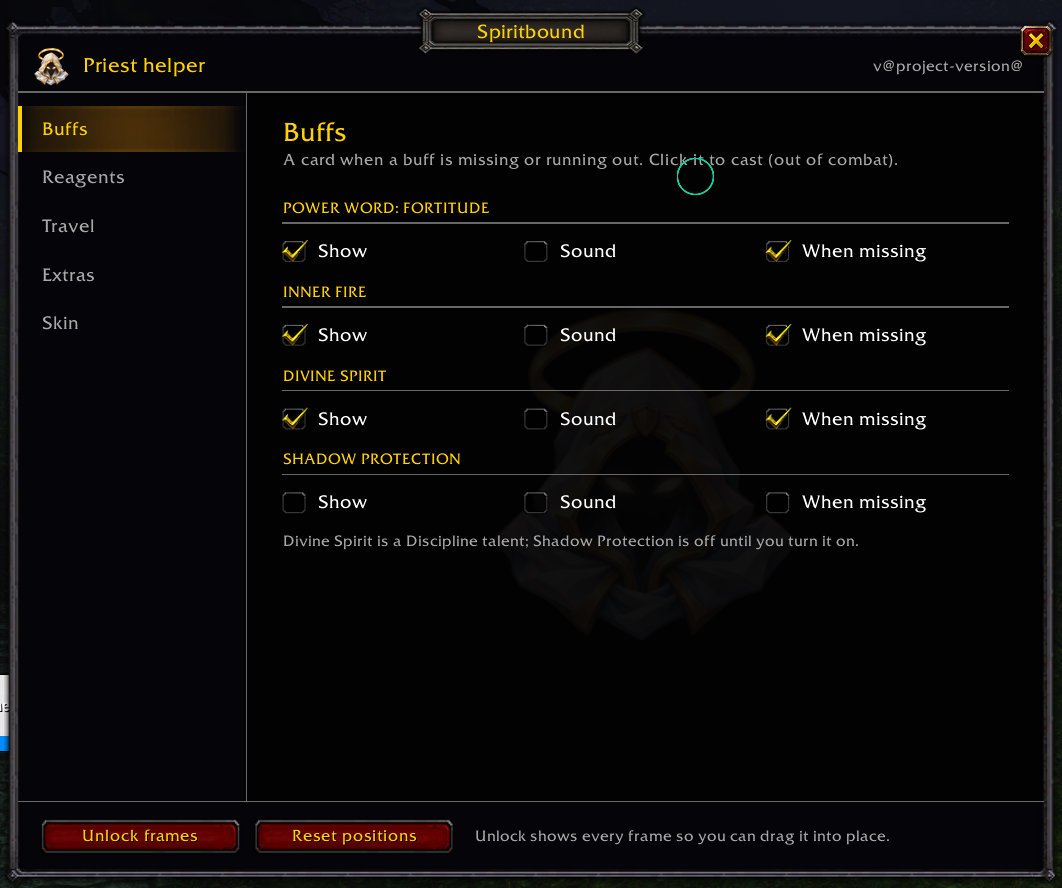 Spiritbound
Priest helper
v@project-version@
Buffs
Reagents
Travel
Extras
Skin
Buffs
A card when a buff is missing or running out. Click it to cast (out of combat).
POWER WORD: FORTITUDE
Show Sound When missing
INNER FIRE
Show Sound When missing
DIVINE SPIRIT
Show Sound When missing
SHADOW PROTECTION
Show Sound When missing
Divine Spirit is a Discipline talent; Shadow Protection is off until you turn it on.
Unlock frames Reset positions Unlock shows every frame so you can drag it into place.